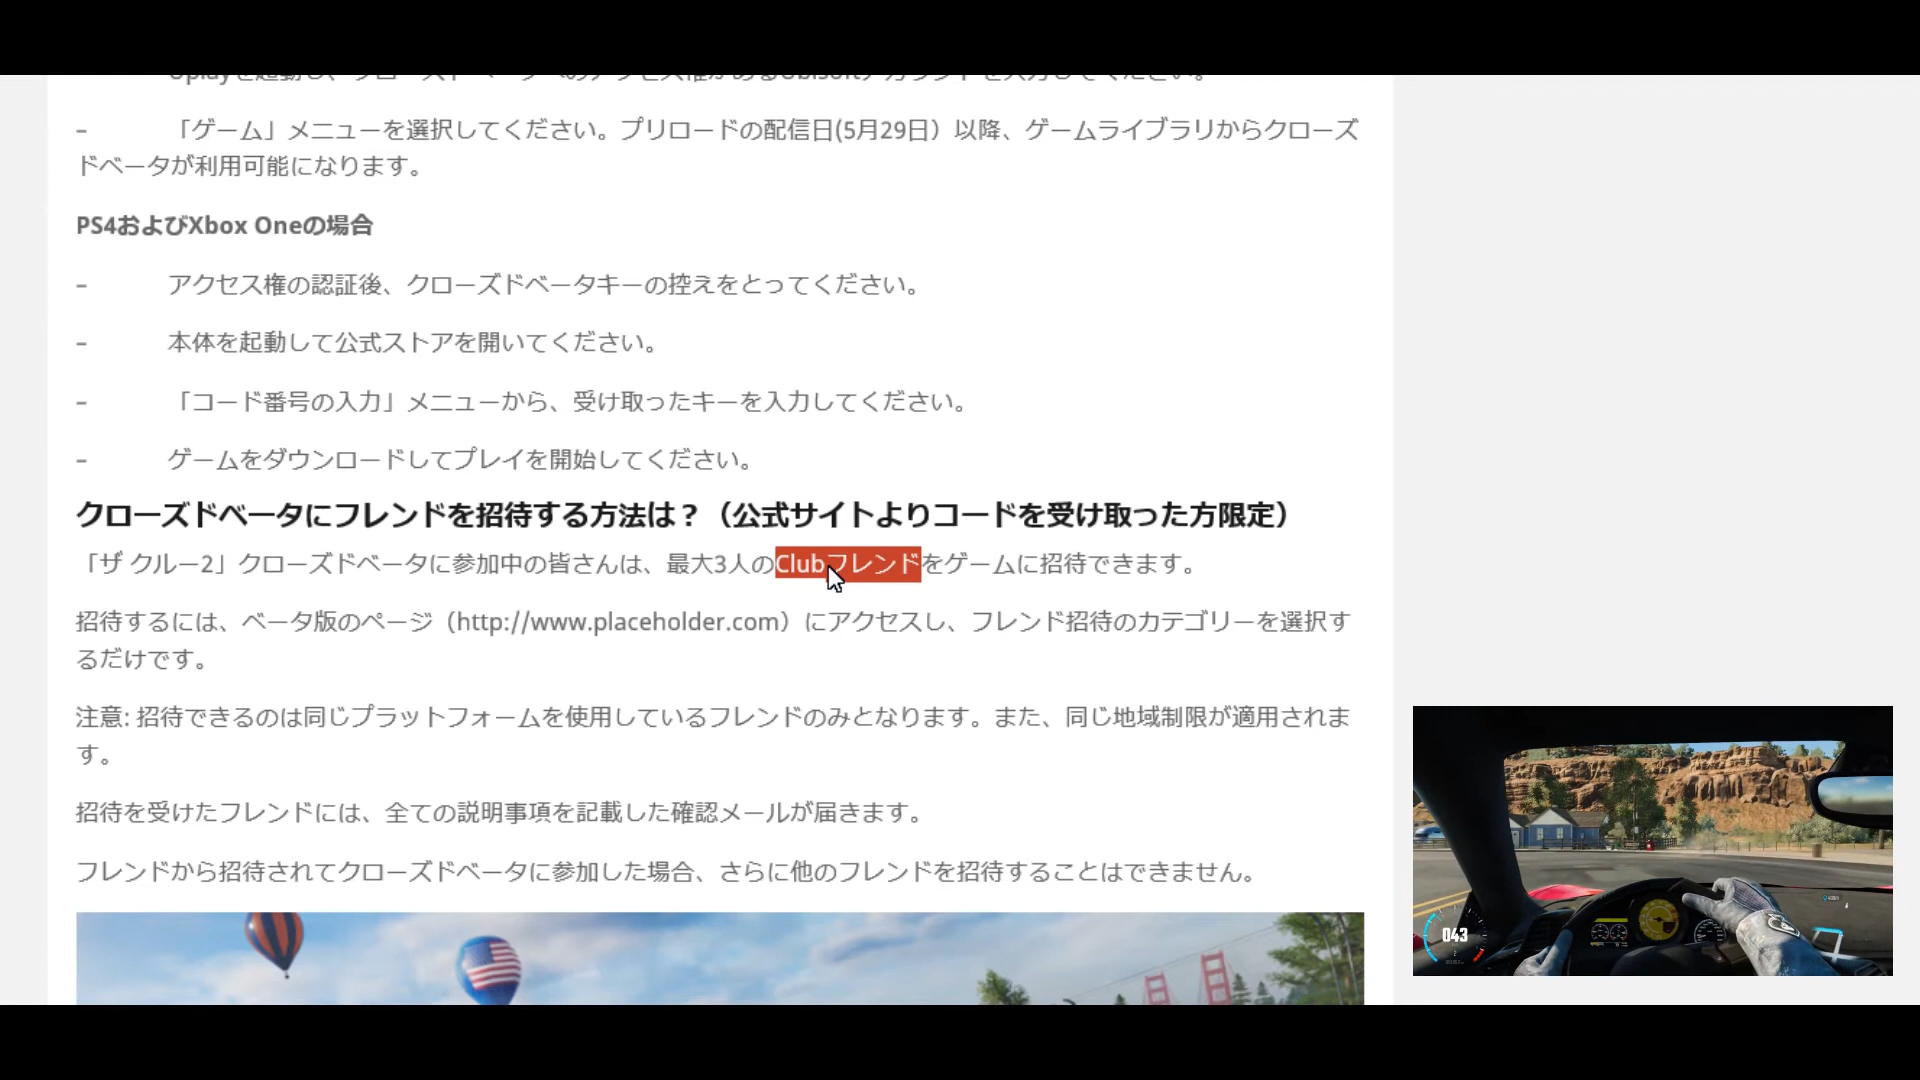 – 「ゲーム」メニューを選択してください。プリロードの配信日(5月29日）以降、ゲームライブラリからクローズ
ドベータが利用可能になります。
PS4およびXbox Oneの場合
– アクセス権の認証後、クローズドベータキーの控えをとってください。
– 本体を起動して公式ストアを開いてください。
– 「コード番号の入力」メニューから、受け取ったキーを入力してください。
– ゲームをダウンロードしてプレイを開始してください。
クローズドベータにフレンドを招待する方法は？（公式サイトよりコードを受け取った方限定）
「ザ クルー2」クローズドベータに参加中の皆さんは、最大3人のClubフレンドをゲームに招待できます。
招待するには、ベータ版のページ（http://www.placeholder.com）にアクセスし、フレンド招待のカテゴリーを選択す
るだけです。
注意: 招待できるのは同じプラットフォームを使用しているフレンドのみとなります。また、同じ地域制限が適用されま
す。
招待を受けたフレンドには、全ての説明事項を記載した確認メールが届きます。
フレンドから招待されてクローズドベータに参加した場合、さらに他のフレンドを招待することはできません。
043